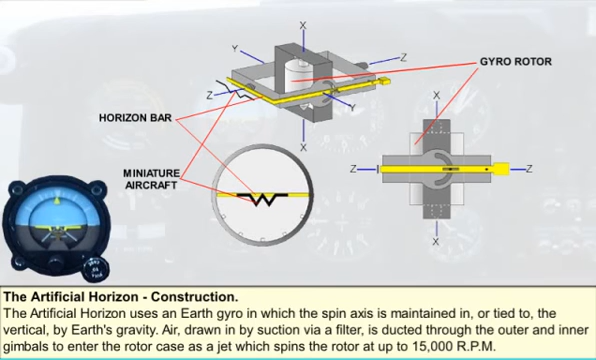 X
Y
Z
GYRO ROTOR
Z
Y
X
HORIZON BAR
X
MINIATURE
AIRCRAFT
Z
Z
X
The Artificial Horizon - Construction.
The Artificial Horizon uses an Earth gyro in which the spin axis is maintained in, or tied to, the
vertical, by Earth's gravity. Air, drawn in by suction via a filter, is ducted through the outer and inner
gimbals to enter the rotor case as a jet which spins the rotor at up to 15,000 R.P.M.